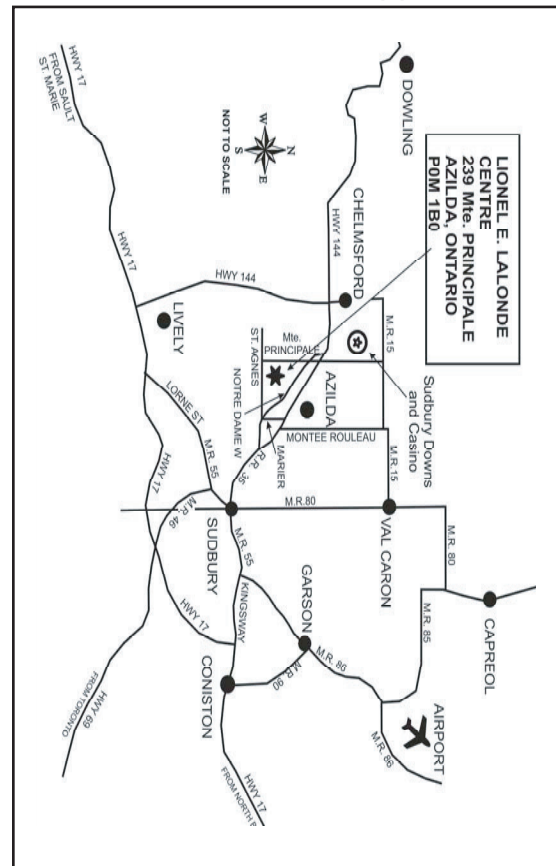 LIONEL E. LALONDE
CENTRE
239 Mte. PRINCIPALE
AZILDA, ONTARIO
P0M 1B0
DOWLING
CHELMSFORD
HWY 144
M.R.15
Sudbury Downs
and Casino
M.R.15
VAL CARON
M.R. 80
CAPREOL
M.R. 85
AIRPORT
M.R. 86
M.R. 86
GARSON
M.R.90
M.R.80
MONTEE ROULEAU
AZILDA
Mte.
PRINCIPALE
ST. AGNES
NOTRE DAME W
MARIER
R.R. 35
HWY 144
LIVELY
N
W
E
S
NOT TO SCALE
HWY 17
FROM SAULT
ST. MARIE
HWY 17
LORNE ST
M.R. 55
HWY 17
M.R. 46
SUDBURY
M.R. 55
KINGSWAY
HWY 17
CONISTON
HWY 69
FROM TORONTO
HWY 17
FROM NORTH